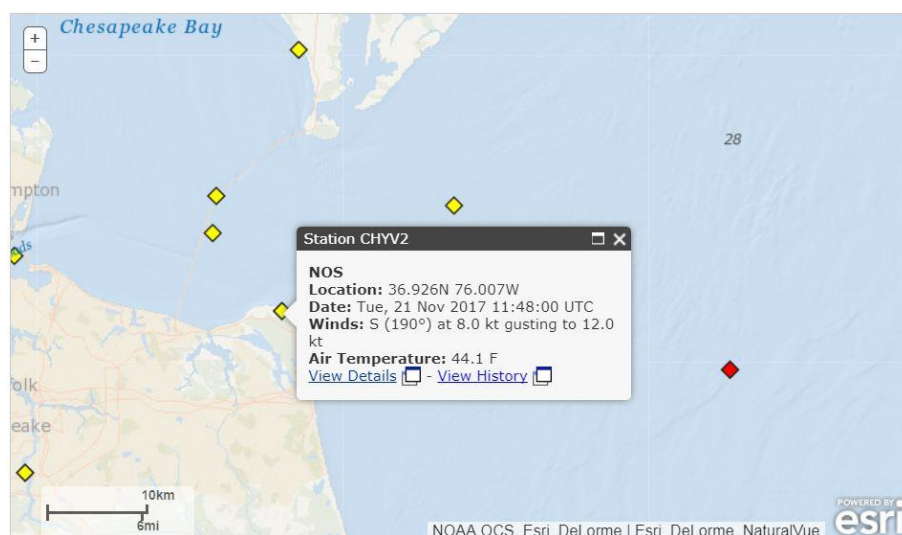 +
Chesapeake Bay
−
28
mpton
ds
Station CHYV2
NOS
Location: 36.926N 76.007W
Date: Tue, 21 Nov 2017 11:48:00 UTC
Winds: S (190°) at 8.0 kt gusting to 12.0
kt
Air Temperature: 44.1 F
View Details - View History
olk
eake
10km
6mi
POWERED BY
esri
NOAA OCS, Esri, DeLorme | Esri, DeLorme, NaturalVue